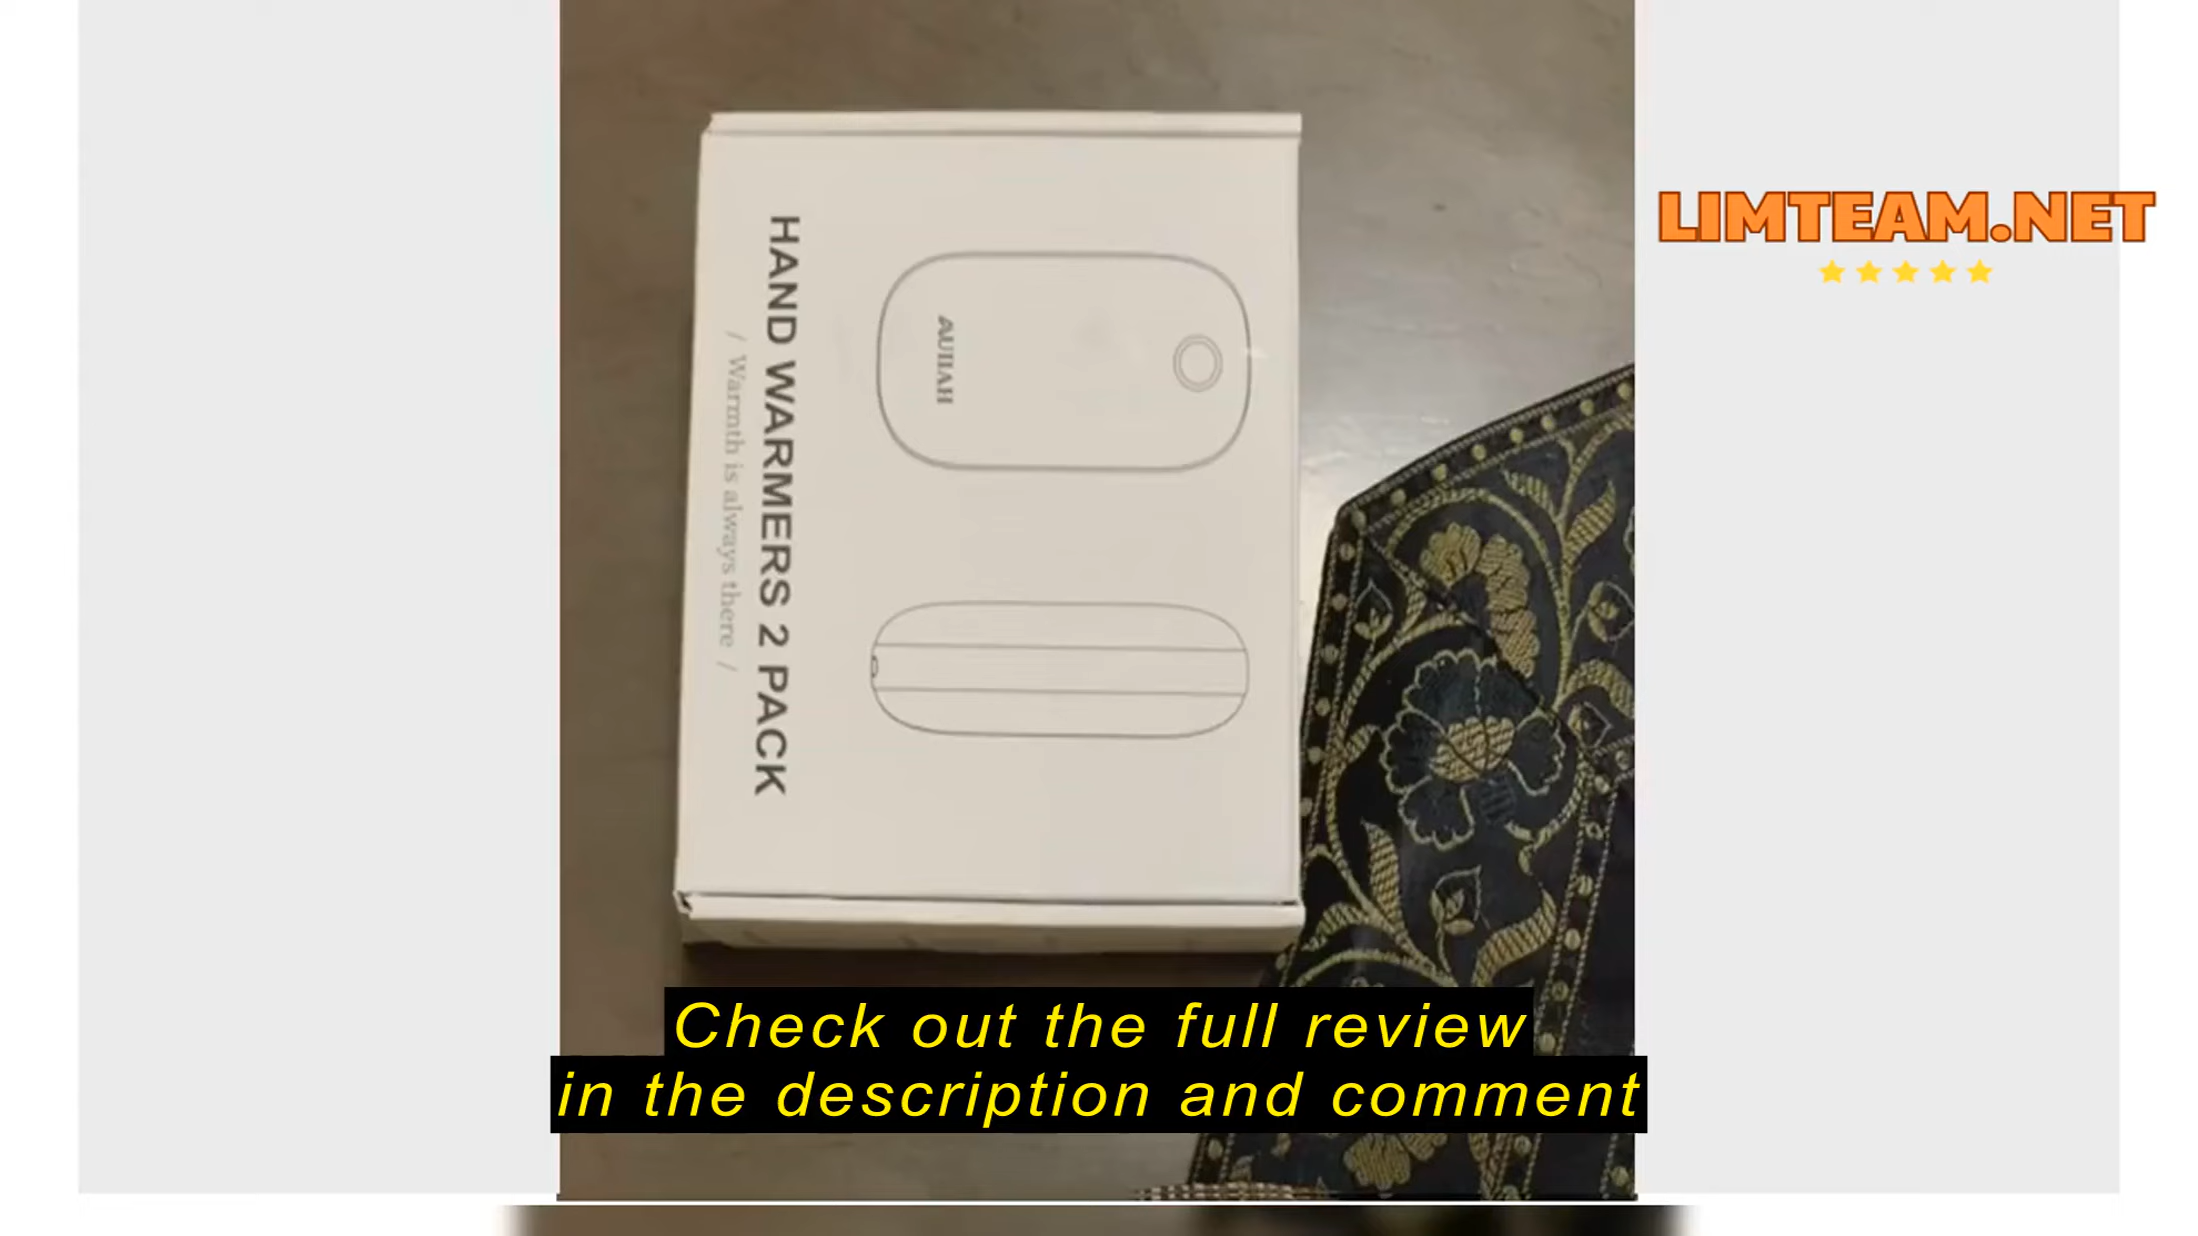 LIMTEAM.NET
HAND WARMERS 2 PACK
/ Warmth is always there /
Check out the full review
in the description and comment